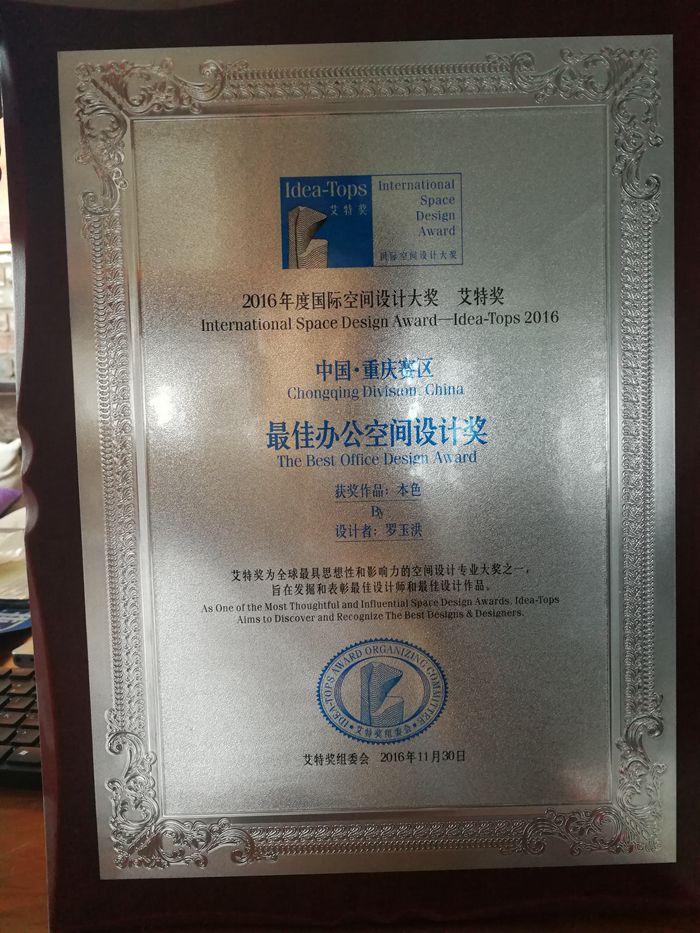 Idea-Tops
艾特奖
International
Space
Design
Award
国际空间设计大奖
2016年度国际空间设计大奖 艾特奖
International Space Design Award—Idea-Tops 2016
中国·重庆赛区
Chongqing Division, China
最佳办公空间设计奖
The Best Office Design Award
获奖作品：本色
By
设计者：罗玉洪
艾特奖为全球最具思想性和影响力的空间设计专业大奖之一，
旨在发掘和表彰最佳设计师和最佳设计作品。
As One of the Most Thoughtful and Influential Space Design Awards, Idea-Tops
Aims to Discover and Recognize The Best Designs & Designers.
IDEA-TOPS AWARD ORGANIZING COMMITTEE
艾特奖组委会
艾特奖组委会 2016年11月30日